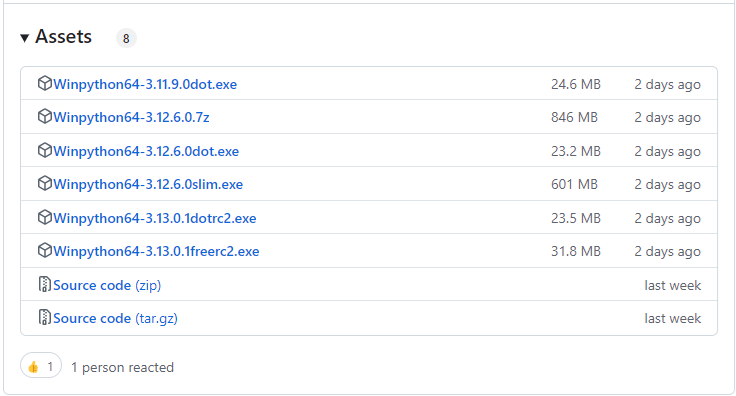 Assets 8
Winpython64-3.11.9.0dot.exe 24.6 MB 2 days ago
Winpython64-3.12.6.0.7z 846 MB 2 days ago
Winpython64-3.12.6.0dot.exe 23.2 MB 2 days ago
Winpython64-3.12.6.0slim.exe 601 MB 2 days ago
Winpython64-3.13.0.1dotrc2.exe 23.5 MB 2 days ago
Winpython64-3.13.0.1freerc2.exe 31.8 MB 2 days ago
Source code (zip) last week
Source code (tar.gz) last week
1 1 person reacted